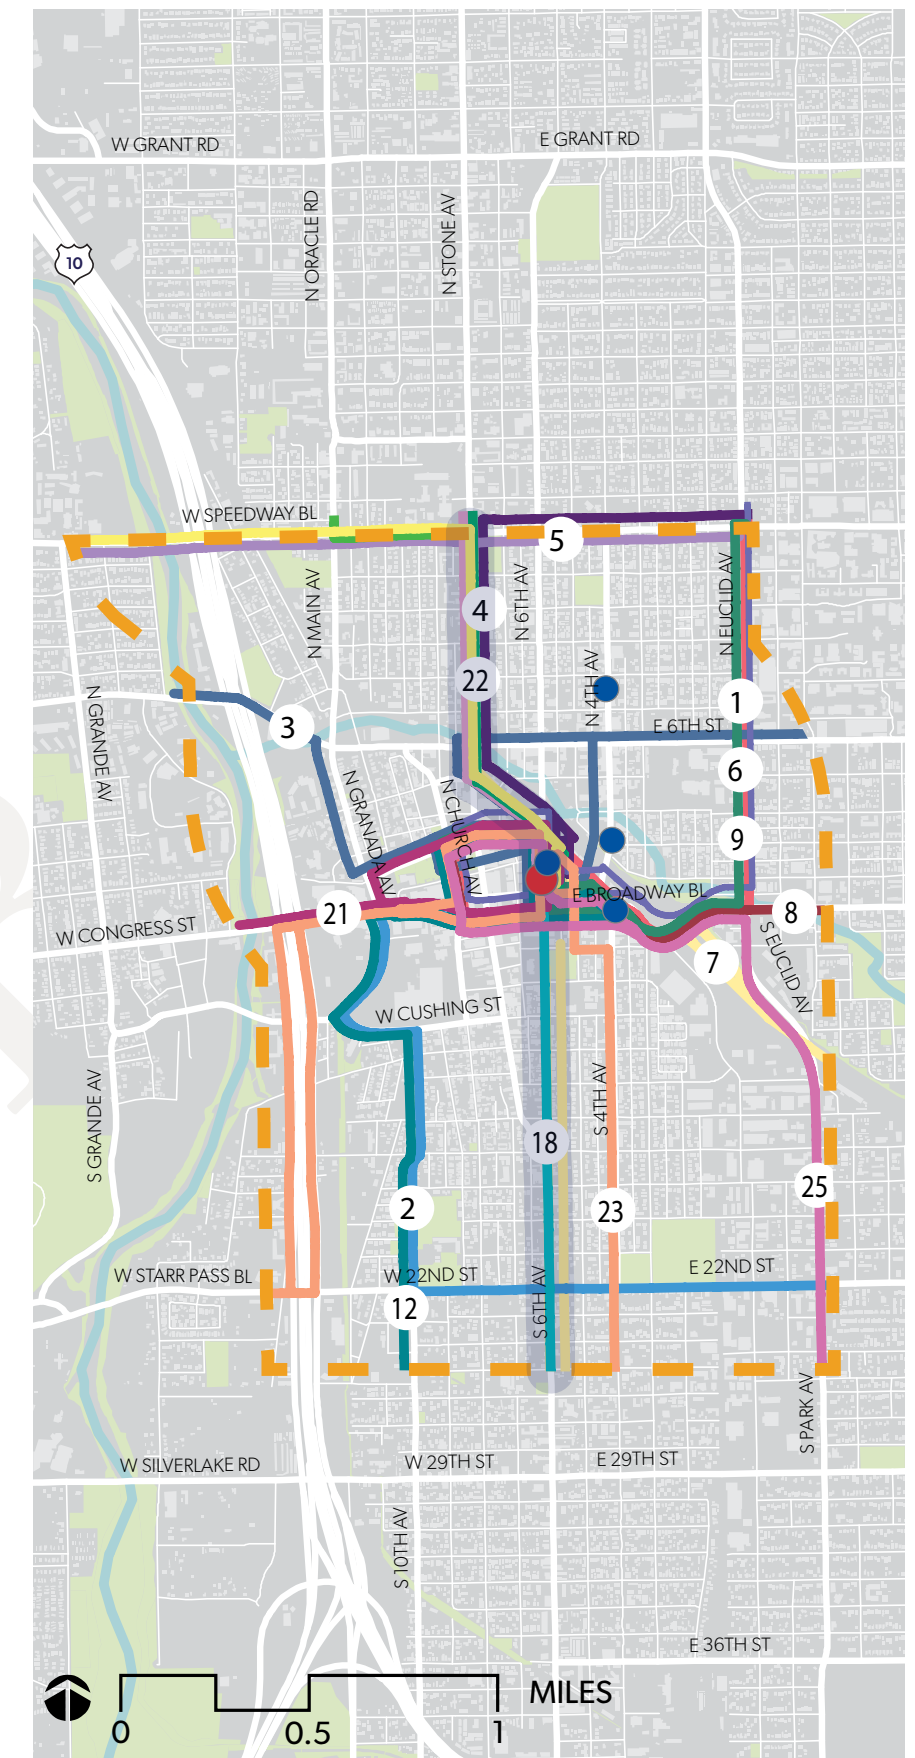 W GRANT RD
E GRANT RD
N ORACLE RD
N STONE AV
10
W SPEEDWAY BL
5
N MAIN AV
4
N 6TH AV
N EUCLID AV
22
N 4TH AV
1
N GRANDE AV
3
E 6TH ST
6
N GRANADA AV
N CHURCH AV
9
E BROADWAY BL
21
8
W CONGRESS ST
7
S EUCLID AV
W CUSHING ST
S GRANDE AV
S 4TH AV
18
2
23
25
W STARR PASS BL
W 22ND ST
E 22ND ST
12
S 6TH AV
S PARK AV
W SILVERLAKE RD
W 29TH ST
E 29TH ST
S 10TH AV
E 36TH ST
MILES
0 0.5 1